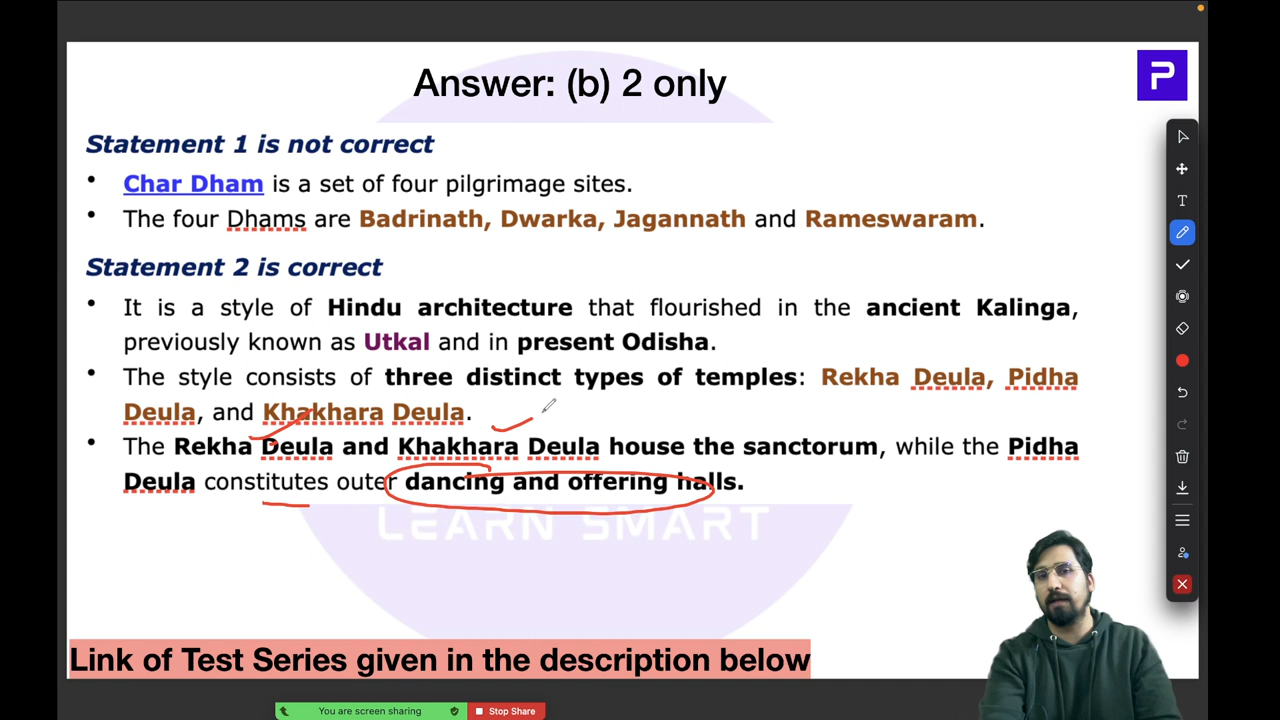 Answer: (b) 2 only
P
Statement 1 is not correct
• Char Dham is a set of four pilgrimage sites.
• The four Dhams are Badrinath, Dwarka, Jagannath and Rameswaram.
Statement 2 is correct
• It is a style of Hindu architecture that flourished in the ancient Kalinga,
previously known as Utkal and in present Odisha.
• The style consists of three distinct types of temples: Rekha Deula, Pidha
Deula, and Khakhara Deula.
• The Rekha Deula and Khakhara Deula house the sanctorum, while the Pidha
Deula constitutes outer dancing and offering halls.
LEARN SMART
Link of Test Series given in the description below
You are screen sharing
Stop Share